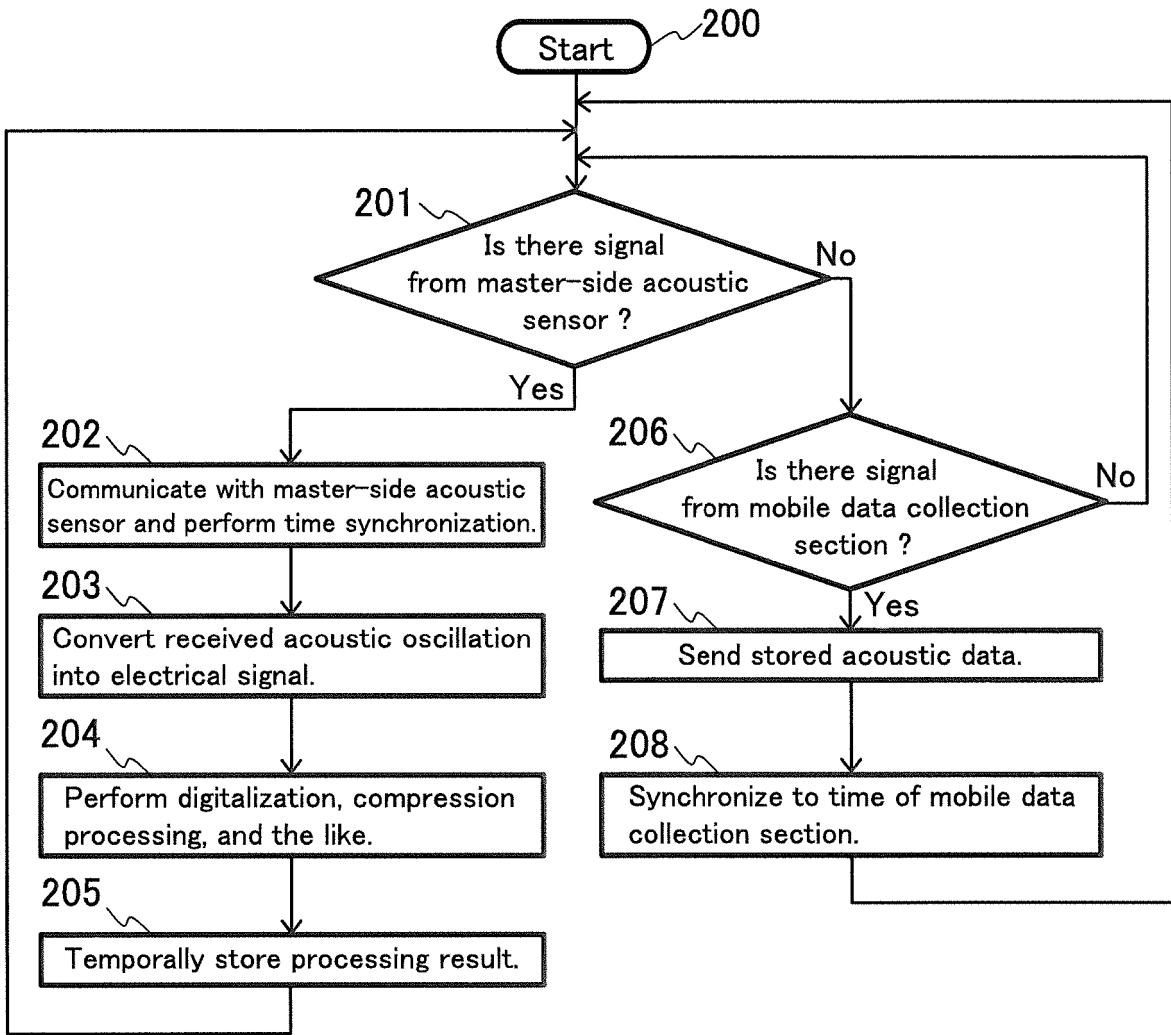 200
Start
201
Is there signal
from master-side acoustic
sensor ?
No
Yes
202
Communicate with master-side acoustic
sensor and perform time synchronization.
203
Convert received acoustic oscillation
into electrical signal.
204
Perform digitalization, compression
processing, and the like.
205
Temporally store processing result.
206
Is there signal
from mobile data collection
section ?
No
Yes
207
Send stored acoustic data.
208
Synchronize to time of mobile data
collection section.